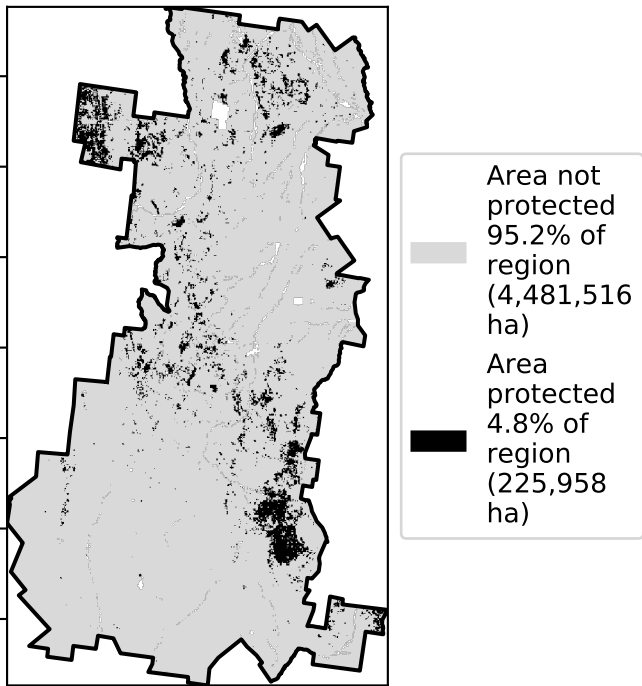 Area not
protected
95.2% of
region
(4,481,516
ha)
Area
protected
4.8% of
region
(225,958
ha)